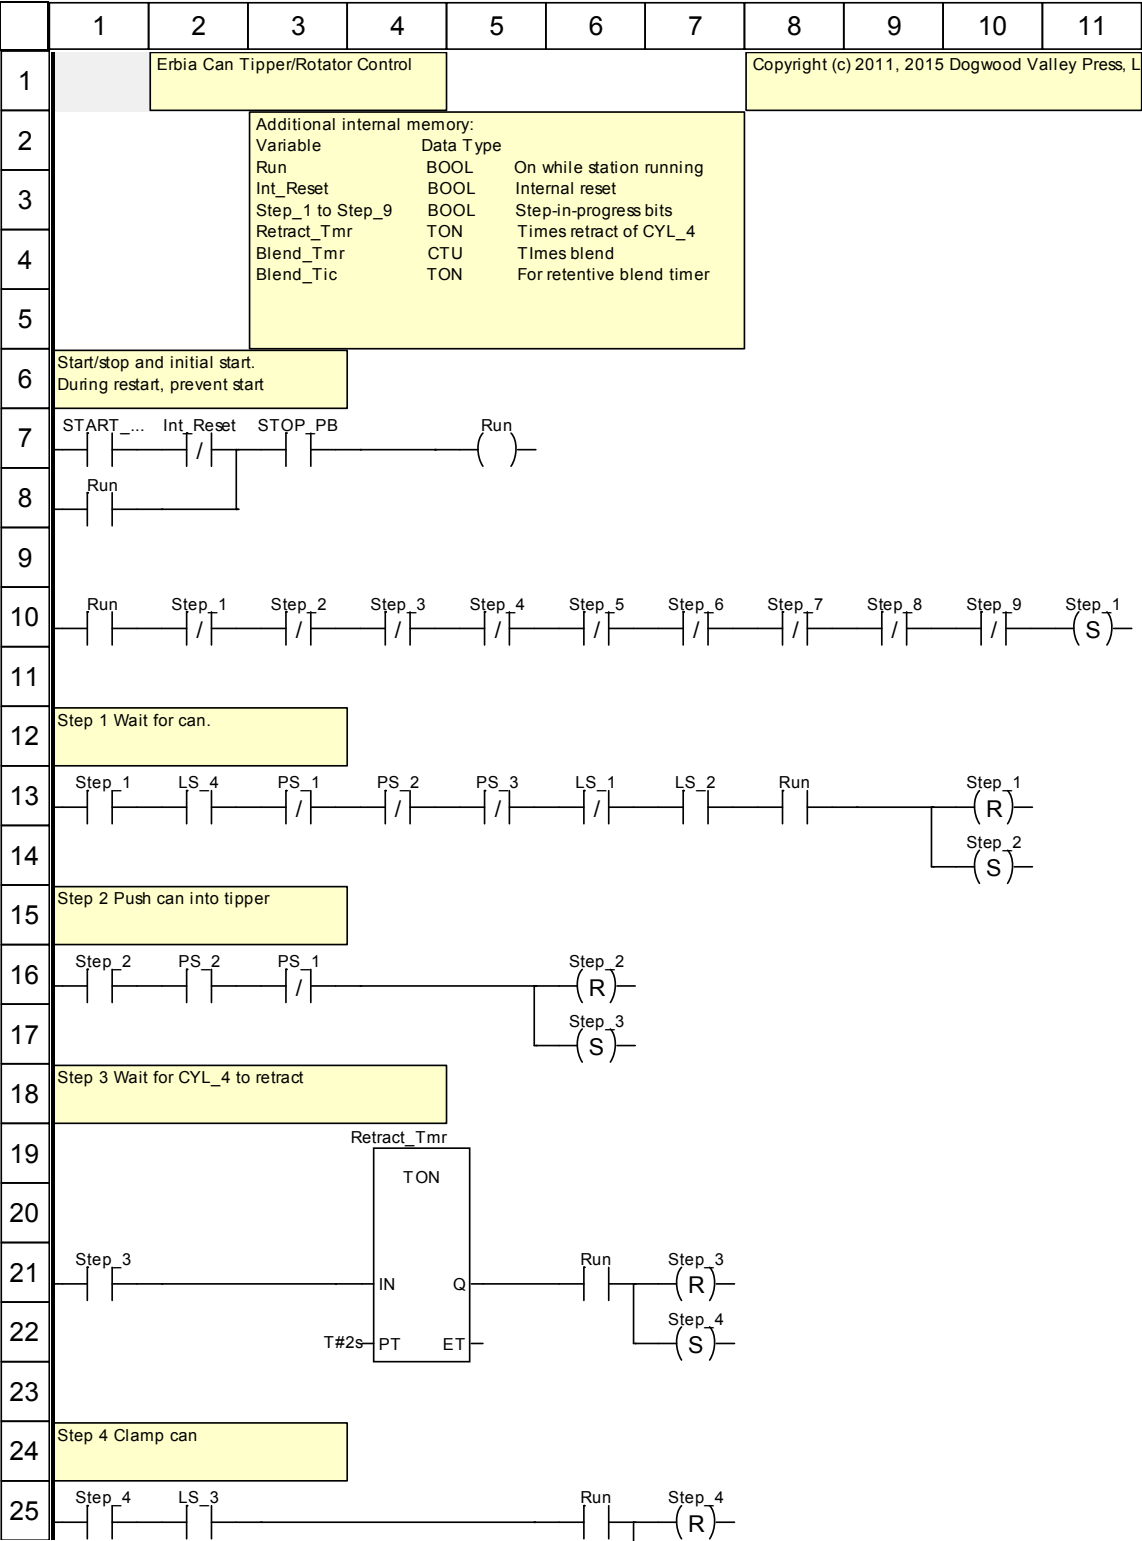 1 2 3 4 5 6 7 8 9 10 11
1 Erbia Can Tipper/Rotator Control Copyright (c) 2011, 2015 Dogwood Valley Press, L
Additional internal memory:
2 Variable Data Type
Run BOOL On while station running
Int_Reset BOOL Internal reset
3 Step_1 to Step_9 BOOL Step-in-progress bits
Retract_Tmr TON Times retract of CYL_4
4 Blend_Tmr CTU TImes blend
Blend_Tic TON For retentive blend timer
5
Start/stop and initial start.
6 During restart, prevent start
START_... Int_Reset STOP_PB Run
7 /
Run
8
9
Run Step_1 Step_2 Step_3 Step_4 Step_5 Step_6 Step_7 Step_8 Step_9 Step_1
10 / / / / / / / / / S
11
Step 1 Wait for can.
12
Step_1 LS_4 PS_1 PS_2 PS_3 LS_1 LS_2 Run Step_1
13 / / / / R
Step_2
14 S
Step 2 Push can into tipper
15
Step_2 PS_2 PS_1 Step_2
16 / R
Step_3
17 S
Step 3 Wait for CYL_4 to retract
18
Retract_Tmr
19 TON
20
Step_3 Run Step_3
21 IN Q R
Step_4
22 T#2s PT ET S
23
Step 4 Clamp can
24
Step_4 LS_3 Run Step_4
25 R